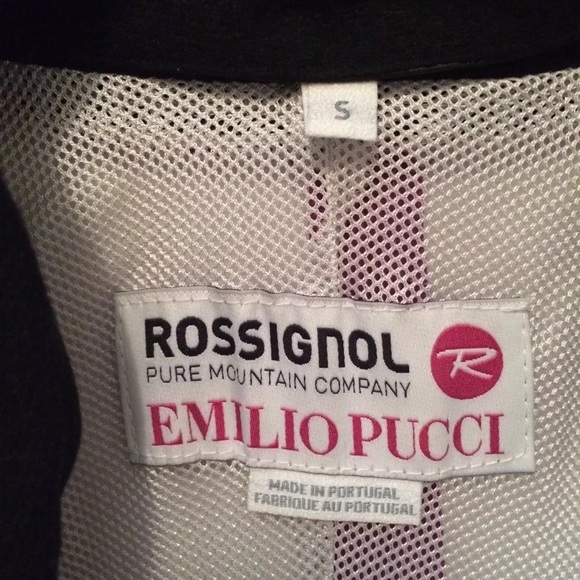 S
ROSSIGNOL
PURE MOUNTAIN COMPANY
R
EMILIO PUCCI
MADE IN PORTUGAL
FABRIQUE AU PORTUGAL